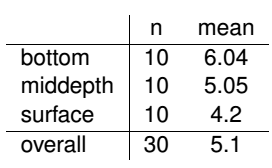 n mean
bottom 10 6.04
middepth 10 5.05
surface 10 4.2
overall 30 5.1